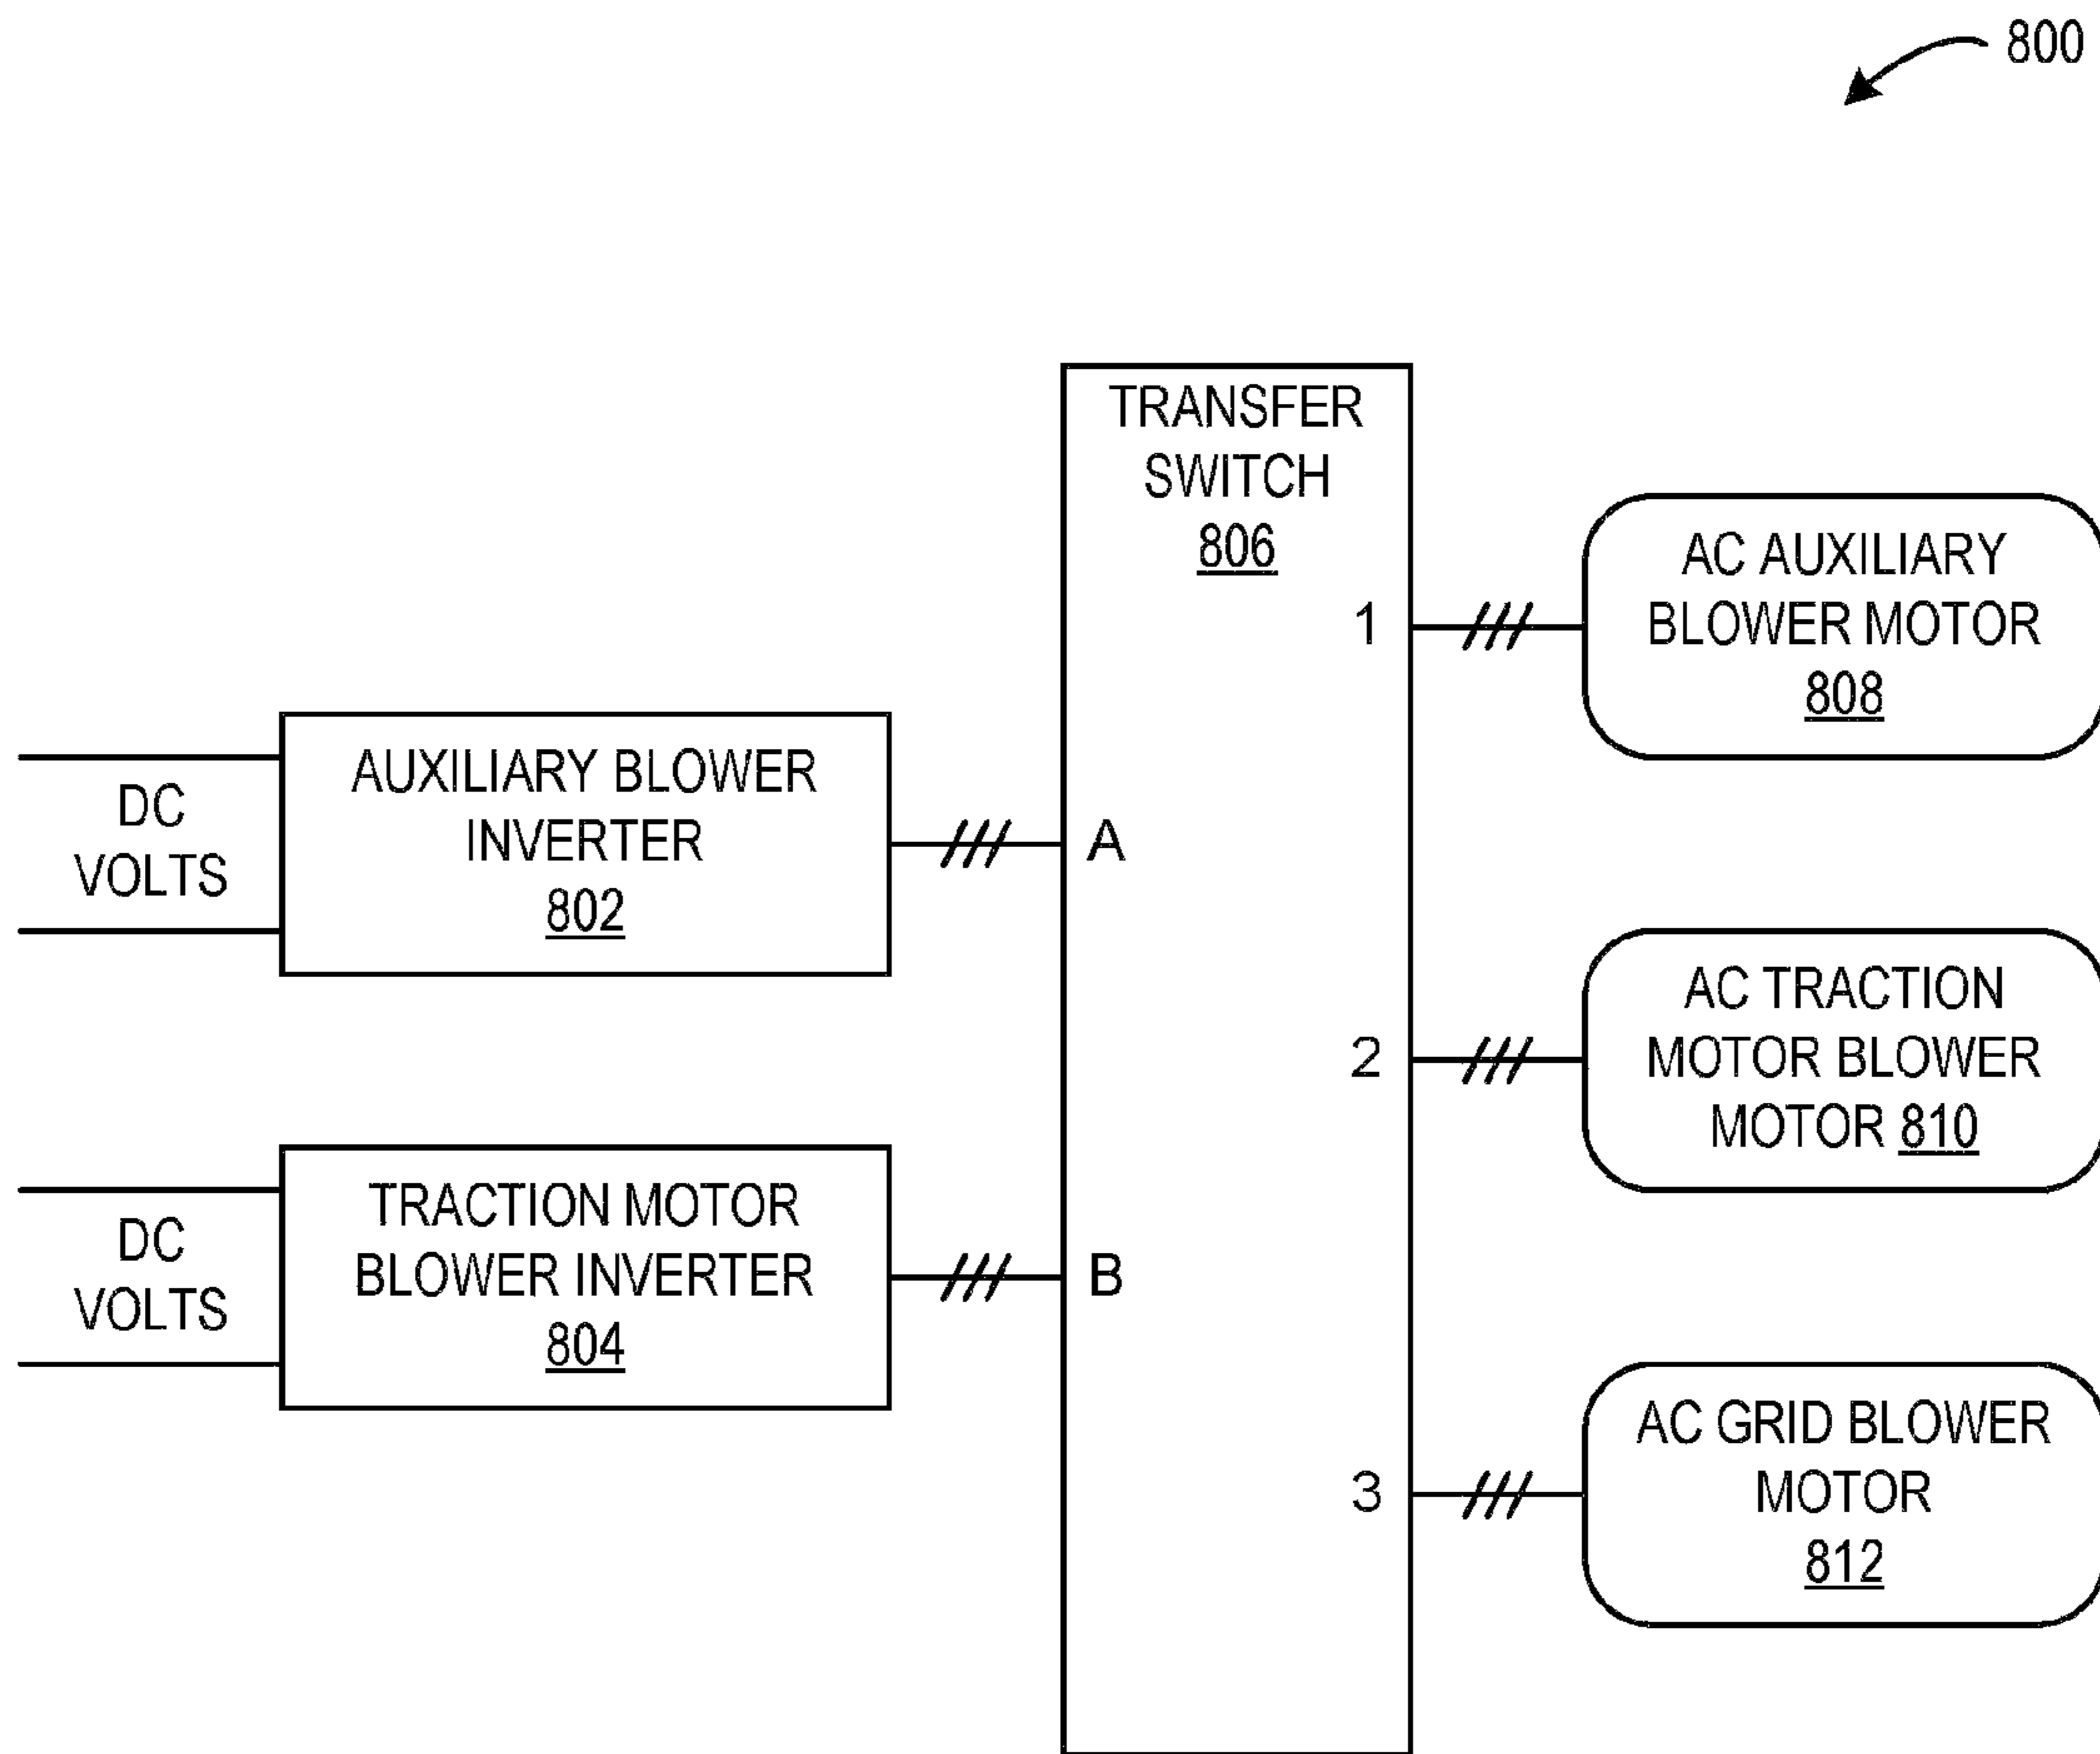 800
TRANSFER
SWITCH
806
1
AC AUXILIARY
BLOWER MOTOR
808
DC
VOLTS
AUXILIARY BLOWER
INVERTER
802
A
2
AC TRACTION
MOTOR BLOWER
MOTOR 810
DC
VOLTS
TRACTION MOTOR
BLOWER INVERTER
804
B
3
AC GRID BLOWER
MOTOR
812